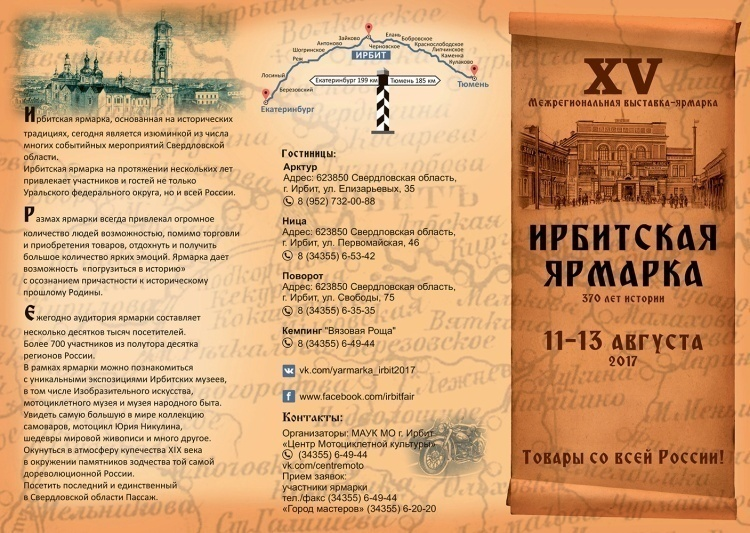 Ирбитская ярмарка, основанная на исторических
традициях, сегодня является изюминкой из числа
многих событийных мероприятий Свердловской
области.
Ирбитская ярмарка на протяжении нескольких лет
привлекает участников и гостей не только
Уральского федерального округа, но и всей России.
Размах ярмарки всегда привлекал огромное
количество людей возможностью, помимо торговли
и приобретения товаров, отдохнуть и получить
большое количество ярких эмоций. Ярмарка дает
возможность «погрузиться в историю»
с осознанием причастности к историческому
прошлому Родины.
Ежегодно аудитория ярмарки составляет
несколько десятков тысяч посетителей.
Более 700 участников из полутора десятка
регионов России.
В рамках ярмарки можно познакомиться
с уникальными экспозициями Ирбитских музеев,
в том числе Изобразительного искусства,
мотоциклетного музея и музея народного быта.
Увидеть самую большую в мире коллекцию
самоваров, мотоцикл Юрия Никулина,
шедевры мировой живописи и много другое.
Окунуться в атмосферу купечества XIX века
в окружении памятников зодчества той самой
дореволюционной России.
Посетить последний и единственный
в Свердловской области Пассаж.
Екатеринбург
Березовский
Лосиный
Реж
Шогринское
Антоново
Зайково
ИРБИТ
Елань
Бобровское
Черновское
Краснослободское
Липчинское
Каменка
Кулаково
Тюмень
Екатеринбург 199 км
Тюмень 185 км
Гостиницы:
Арктур
Адрес: 623850 Свердловская область,
г. Ирбит, ул. Елизарьевых, 35
8 (952) 732-00-88
Ница
Адрес: 623850 Свердловская область,
г. Ирбит, ул. Первомайская, 46
8 (34355) 6-53-42
Поворот
Адрес: 623850 Свердловская область,
г. Ирбит, ул. Свободы, 75
8 (34355) 6-35-35
Кемпинг "Вязовая Роща"
8 (34355) 6-49-44
vk.com/yarmarka_irbit2017
www.facebook.com/irbitfair
Контакты:
Организаторы: МАУК МО г. Ирбит
«Центр Мотоциклетной культуры»
(34355) 6-49-44
vk.com/centremoto
Прием заявок:
участники ярмарки
тел./факс (34355) 6-49-44
«Город мастеров» (34355) 6-20-20
XV
Межрегиональная выставка-ярмарка
ИРБИТСКАЯ
ЯРМАРКА
370 лет истории
11-13 августа
2017
Товары со всей России!